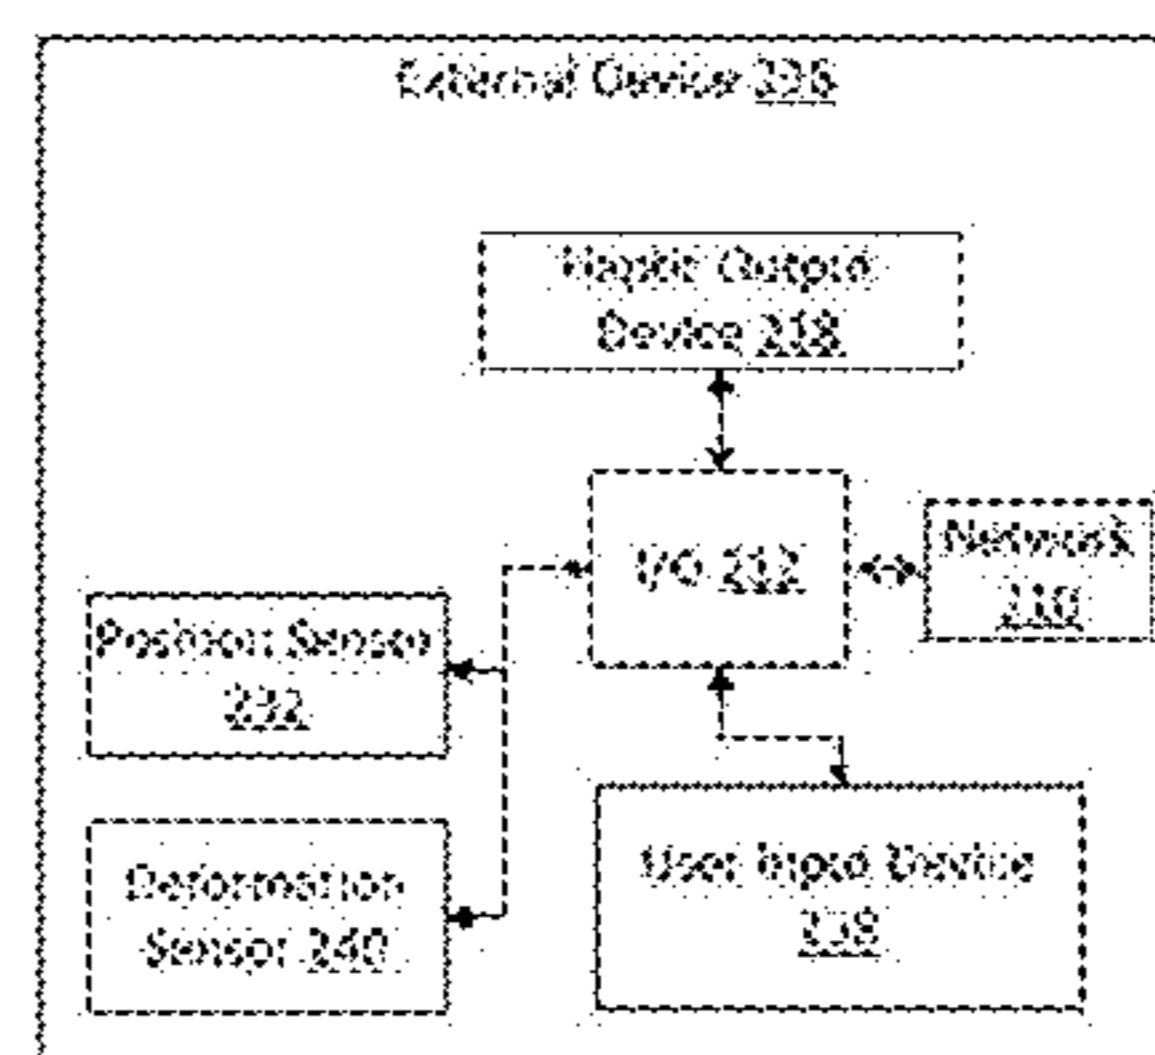 External Device 236
Haptic Output
Device 218
I/O 212
Network
210
Position Sensor
232
Deformation
Sensor 240
User Input Device
238